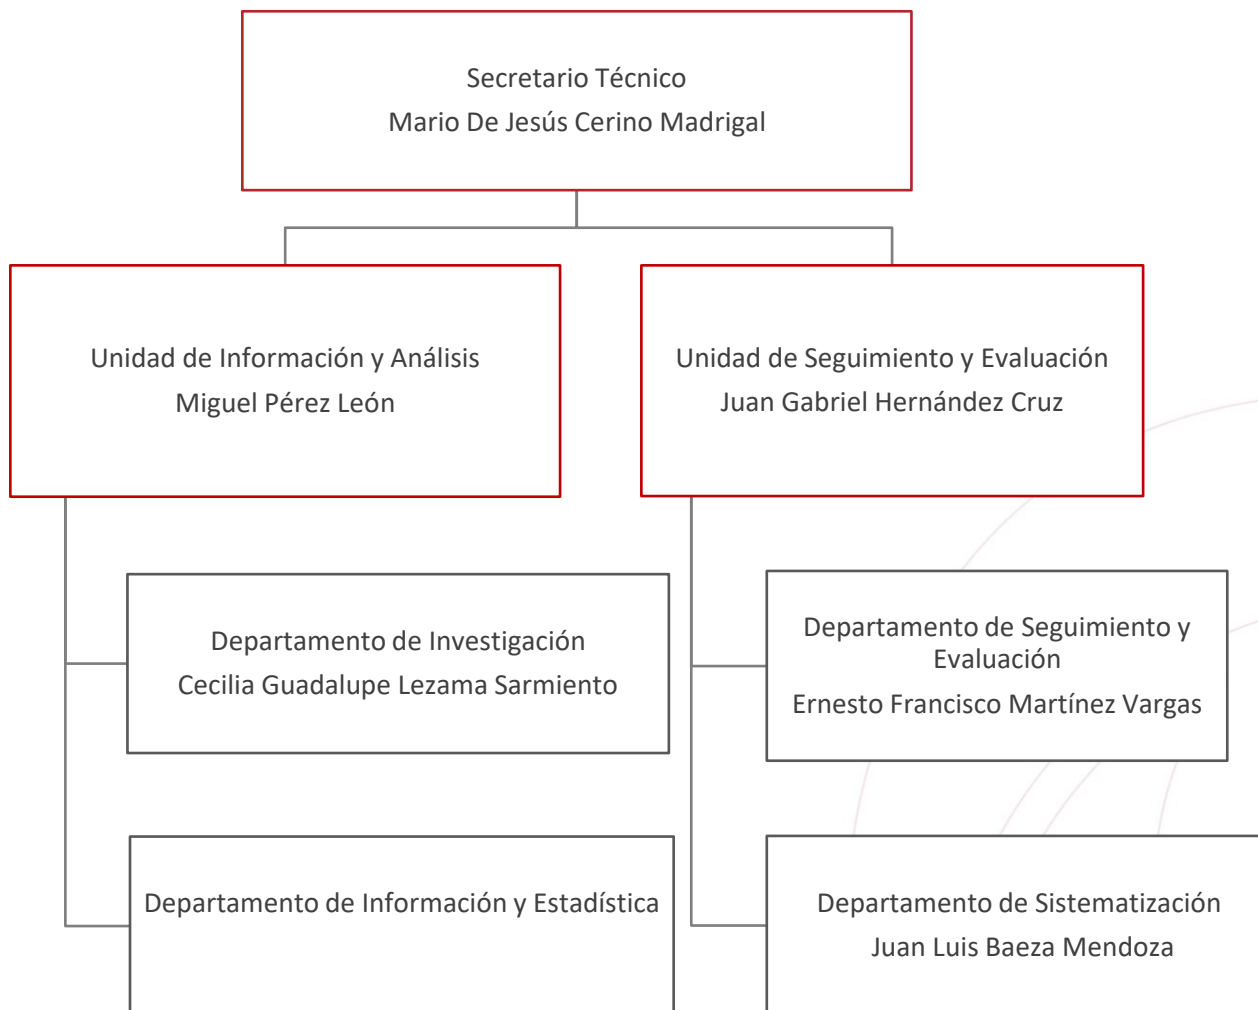 Secretario Técnico
Mario De Jesús Cerino Madrigal
Unidad de Información y Análisis
Miguel Pérez León
Unidad de Seguimiento y Evaluación
Juan Gabriel Hernández Cruz
Departamento de Investigación
Cecilia Guadalupe Lezama Sarmiento
Departamento de Seguimiento y
Evaluación
Ernesto Francisco Martínez Vargas
Departamento de Información y Estadística
Departamento de Sistematización
Juan Luis Baeza Mendoza